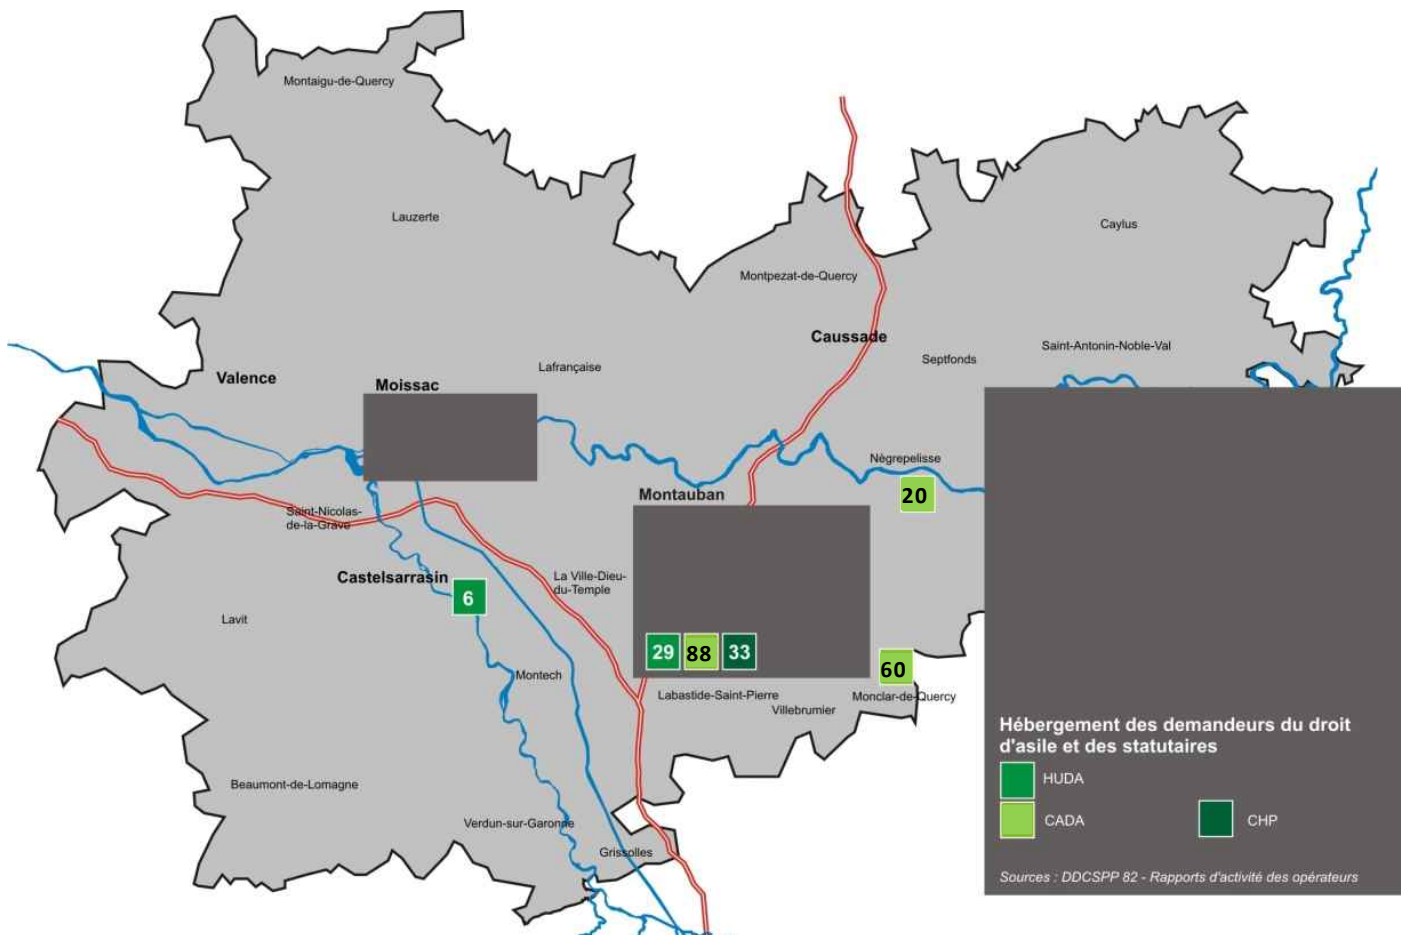 Montaigu-de-Quercy
Lauzerte
Caylus
Montpezat-de-Quercy
Caussade
Saint-Antonin-Noble-Val
Septfonds
Lafrançaise
Valence
Moissac
Nègrepelisse
20
Montauban
Saint-Nicolas-
de-la-Grave
Castelsarrasin
6
La Ville-Dieu-
du-Temple
Lavit
29 88 33
60
Montech
Labastide-Saint-Pierre
Villebrumier
Monclar-de-Quercy
Beaumont-de-Lomagne
Verdun-sur-Garonne
Grissolles
Hébergement des demandeurs du droit
d'asile et des statutaires
HUDA
CADA
CHP
Sources : DDCSPP 82 - Rapports d'activité des opérateurs